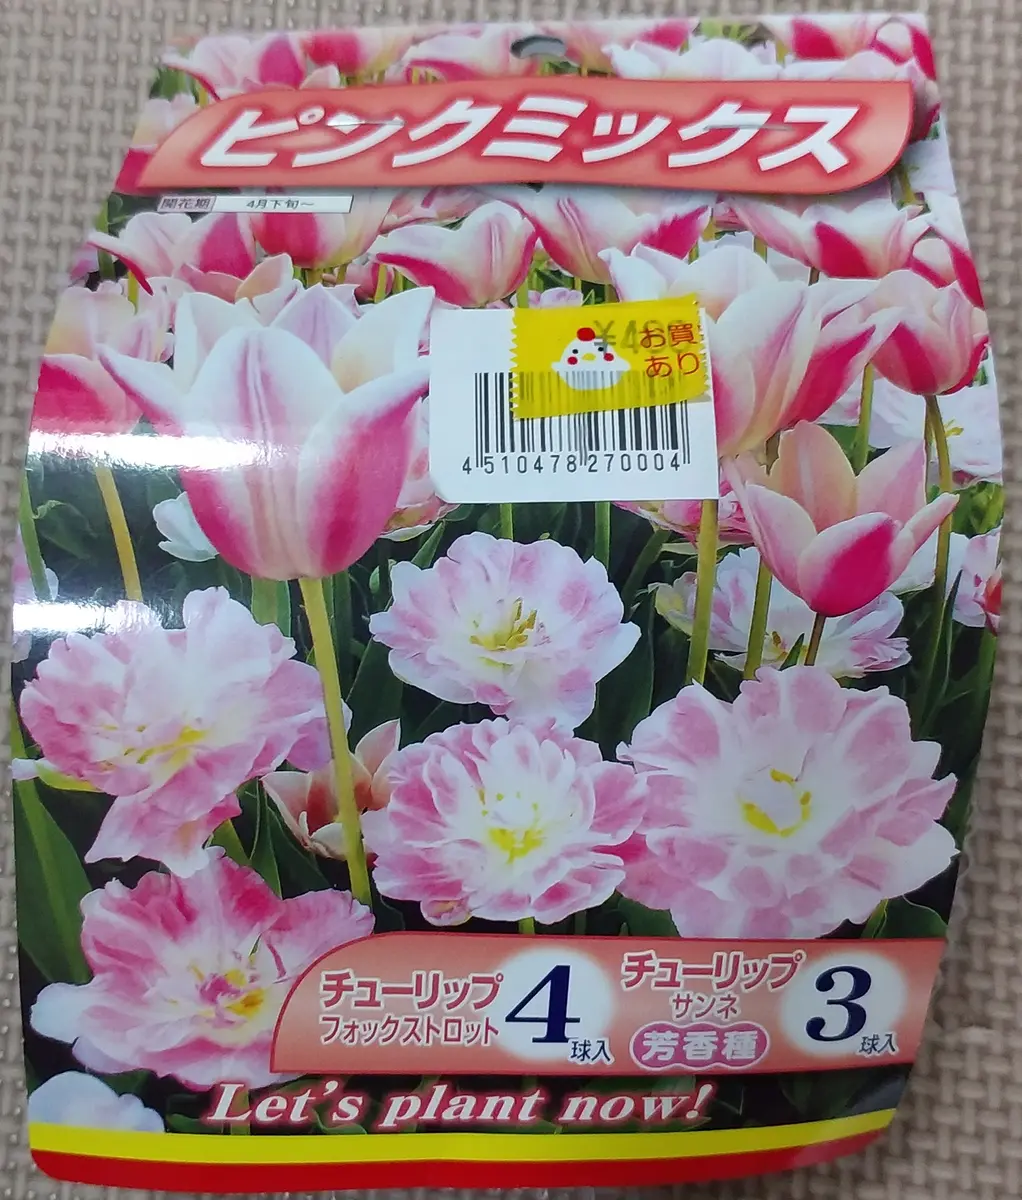 ピンクミックス
開花期 4月下旬~
お買
あり
4510478270004
チューリップ
フォックストロット
4
球入
チューリップ
サンネ
芳香種
3
球入
Let's plant now!